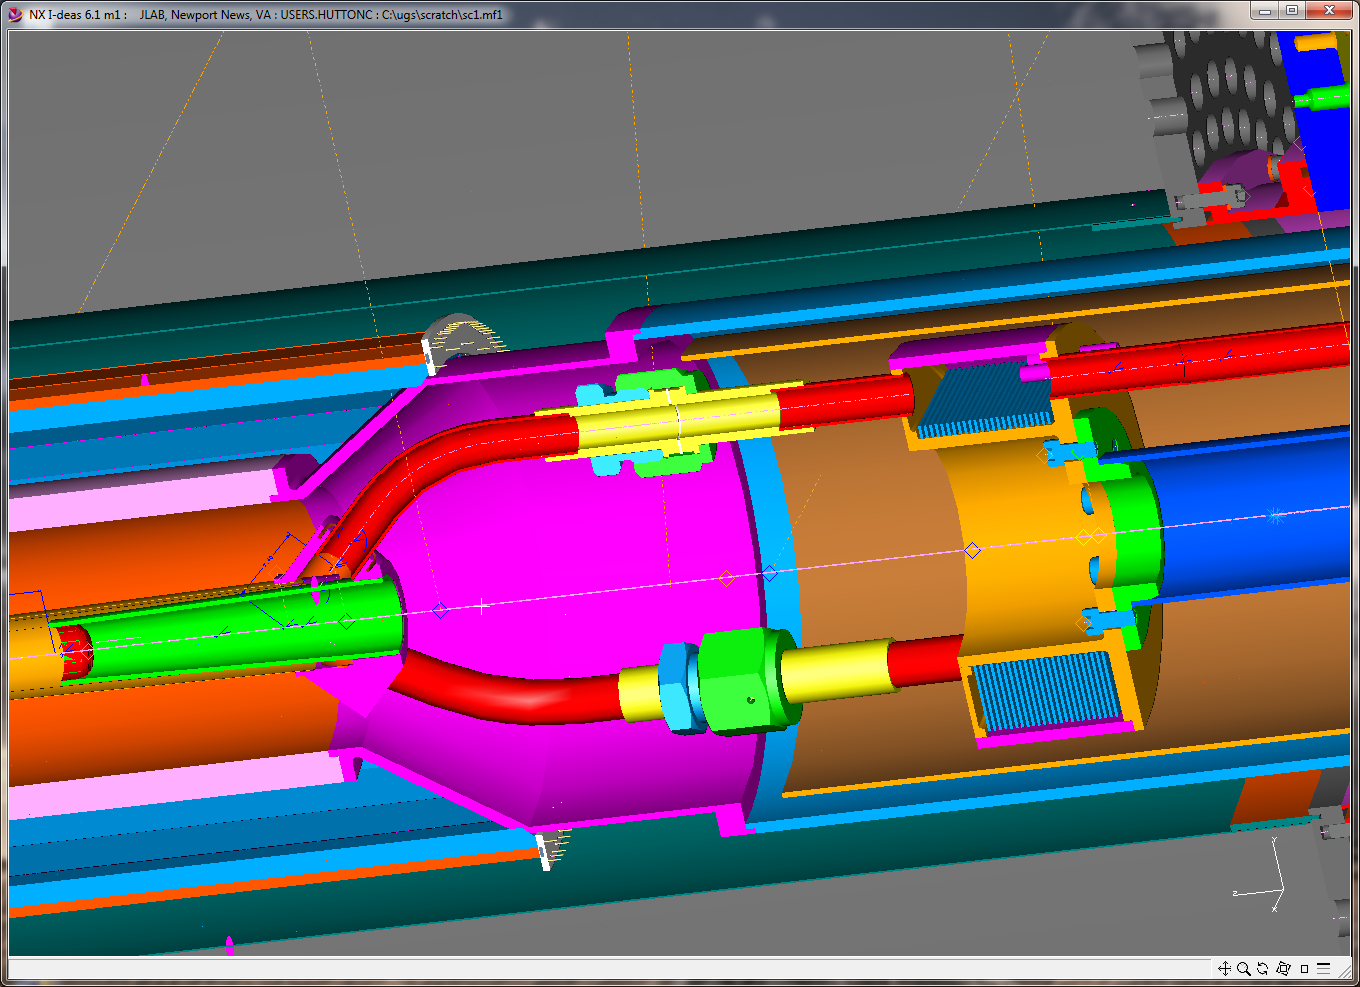 NX I-deas 6.1 m1 : JLAB, Newport News, VA : USERS.HUTTONC : C:\ugs\scratch\sc1.mf1
Y
Z
X